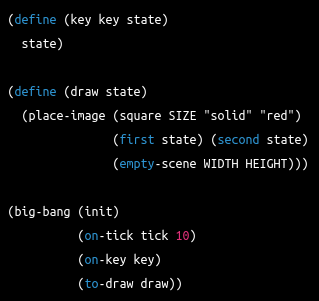 (define (key key state)
  state)

(define (draw state)
  (place-image (square SIZE "solid" "red")
               (first state) (second state)
               (empty-scene WIDTH HEIGHT)))

(big-bang (init)
          (on-tick tick 10)
          (on-key key)
          (to-draw draw))